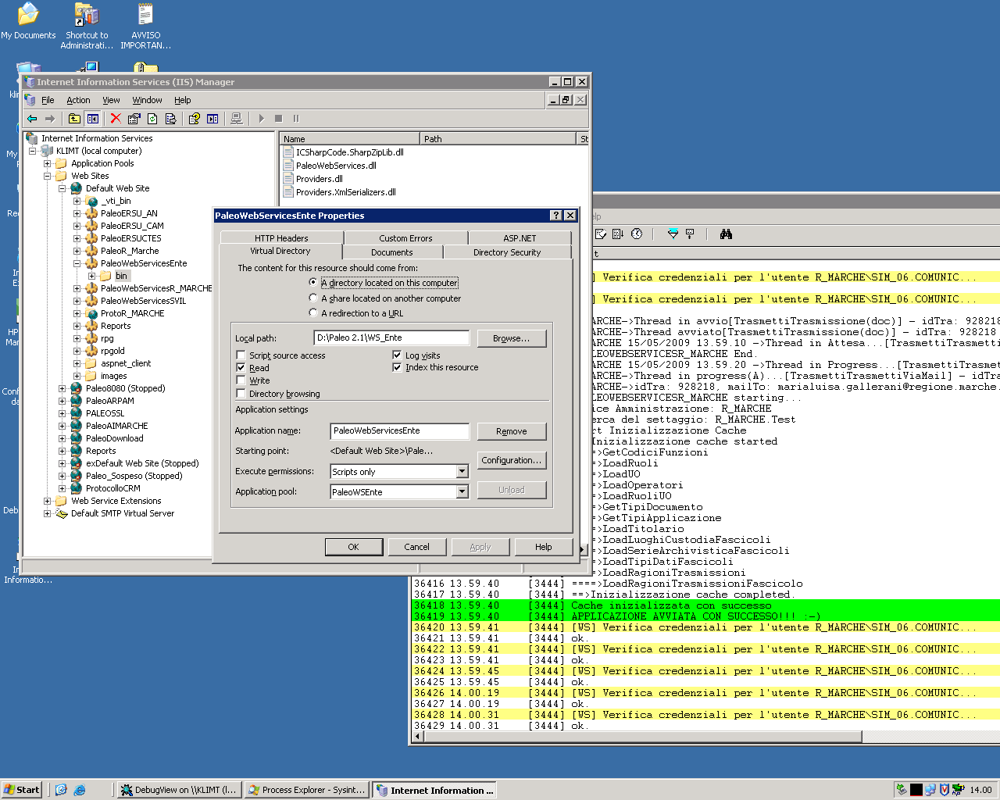 My Documents
Shortcut to
Administrati...
AVVISO
IMPORTAN...
Internet Information Services (IIS) Manager
File Action View Window Help
Internet Information Services
KLIMT (local computer)
Application Pools
Web Sites
Default Web Site
_vti_bin
PaleoERSU_AN
PaleoERSU_CAM
PaleoERSUCTES
PaleoR_Marche
PaleoWebServicesEnte
bin
PaleoWebServicesR_MARCHE
PaleoWebServicesSVIL
ProtoR_MARCHE
Reports
rpg
rpgold
aspnet_client
images
Paleo8080 (Stopped)
PaleoARPAM
PALEOSSL
PaleoAIMARCHE
PaleoDownload
Reports
exDefault Web Site (Stopped)
Paleo_Sospeso (Stopped)
ProtocolloCRM
Web Service Extensions
Default SMTP Virtual Server
Name Path St
ICSharpCode.SharpZipLib.dll
PaleoWebServices.dll
Providers.dll
Providers.XmlSerializers.dll
PaleoWebServicesEnte Properties
HTTP Headers Custom Errors ASP.NET
Virtual Directory Documents Directory Security
The content for this resource should come from:
A directory located on this computer
A share located on another computer
A redirection to a URL
Local path: D:\Paleo 2.1\WS_Ente Browse...
Script source access Log visits
Read Index this resource
Write
Directory browsing
Application settings
Application name: PaleoWebServicesEnte Remove
Starting point: <Default Web Site>\Pale...
Configuration...
Execute permissions: Scripts only
Application pool: PaleoWSEnte Unload
OK Cancel Apply Help
elp
t
] Verifica credenziali per l'utente R_MARCHE\SIM_06.COMUNIC...
] Verifica credenziali per l'utente R_MARCHE\SIM_06.COMUNIC...
ARCHE->Thread in avvio[TrasmettiTrasmissione(doc)] - idTra: 928218
ARCHE->Thread avviato[TrasmettiTrasmissione(doc)] - idTra: 928218
ARCHE 15/05/2009 13.59.10 ->Thread in Attesa...[TrasmettiTrasmet
LEOWEBSERVICESR_MARCHE End.
ARCHE 15/05/2009 13.59.20 ->Thread in Progress...[TrasmettiTrasm
ARCHE->Thread in progress(A)...[TrasmettiTrasmettiViaMail] - idTra
ARCHE->idTra: 928218, mailTo: marialuisa.gallerani@regione.marche.
LEOWEBSERVICESR_MARCHE starting...
ice Amministrazione: R_MARCHE
erca del settaggio: R_MARCHE.Test
rt Inizializzazione Cache
Inizializzazione cache started
=>GetCodiciFunzioni
=>LoadRuoli
=>LoadUO
=>LoadOperatori
=>LoadRuoliUO
=>GetTipiDocumento
=>GetTipiApplicazione
=>LoadTitolario
=>LoadLuoghiCustodiaFascicoli
=>LoadSerieArchivisticaFascicoli
=>LoadTipiDatiFascicoli
=>LoadRagioniTrasmissioni
36416 13.59.40 [3444] ====>LoadRagioniTrasmissioniFascicolo
36417 13.59.40 [3444] ==>Inizializzazione cache completed.
36418 13.59.40 [3444] Cache inizializzata con successo
36419 13.59.40 [3444] APPLICAZIONE AVVIATA CON SUCCESSO!!! :-)
36420 13.59.41 [3444] [WS] Verifica credenziali per l'utente R_MARCHE\SIM_06.COMUNIC...
36421 13.59.41 [3444] ok.
36422 13.59.41 [3444] [WS] Verifica credenziali per l'utente R_MARCHE\SIM_06.COMUNIC...
36423 13.59.41 [3444] ok.
36424 13.59.45 [3444] [WS] Verifica credenziali per l'utente R_MARCHE\SIM_06.COMUNIC...
36425 13.59.45 [3444] ok.
36426 14.00.19 [3444] [WS] Verifica credenziali per l'utente R_MARCHE\SIM_06.COMUNIC...
36427 14.00.19 [3444] ok.
36428 14.00.31 [3444] [WS] Verifica credenziali per l'utente R_MARCHE\SIM_06.COMUNIC...
36429 14.00.31 [3444] ok.
Informatio...
Start
DebugView on \\KLIMT (l...
Process Explorer - Sysint...
Internet Information ...
14.00